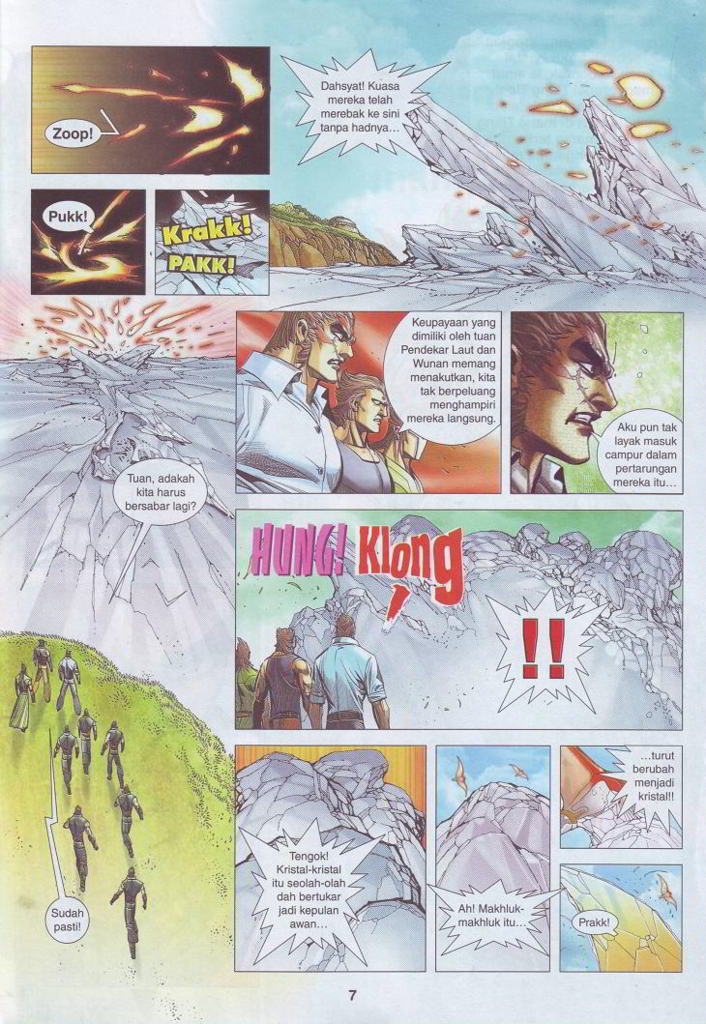 Zoop!
Dahsyat! Kuasa
mereka telah
merebak ke sini
tanpa hadnya...
Pukk!
Krakk!
PAKK!
Tuan, adakah
kita harus
bersabar lagi?
Sudah
pasti!
Keupayaan yang
dimiliki oleh tuan
Pendekar Laut dan
Wunan memang
menakutkan, kita
tak berpeluang
menghampiri
mereka langsung.
Aku pun tak
layak masuk
campur dalam
pertarungan
mereka itu...
HUNG! Klong
!
!!
Tengok!
Kristal-kristal
itu seolah-olah
dah bertukar
jadi kepulan
awan...
Ah! Makhluk-
makhluk itu...
...turut
berubah
menjadi
kristal!!
Prakk!
7